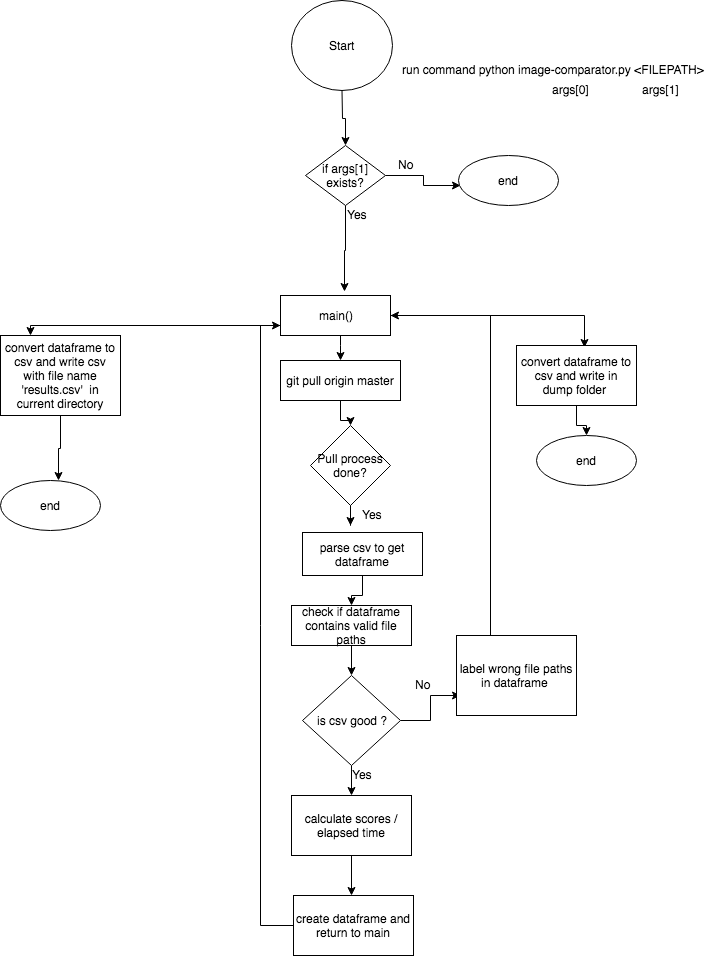 Start
run command python image-comparator.py <FILEPATH>
args[0]
args[1]
if args[1]
exists?
No
end
Yes
main()
convert dataframe to
csv and write csv
with file name
'results.csv'  in
current directory
convert dataframe to
csv and write in
dump folder
git pull origin master
Pull process
done?
end
end
Yes
parse csv to get
dataframe
check if dataframe
contains valid file
paths
label wrong file paths
in dataframe
No
is csv good ?
Yes
calculate scores /
elapsed time
create dataframe and
return to main